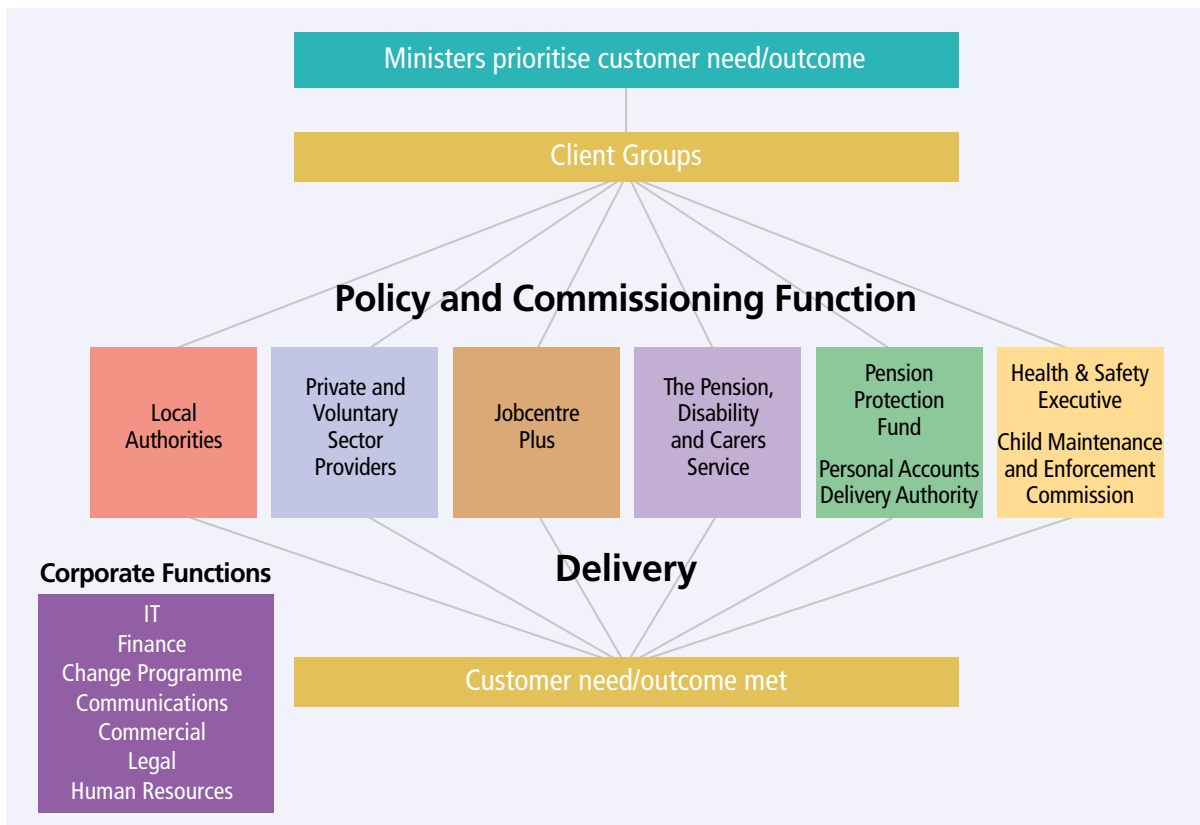 Ministers prioritise customer need/outcome
Client Groups
Policy and Commissioning Function
Local
Authorities
Private and
Voluntary
Sector
Providers
Jobcentre
Plus
The Pension,
Disability
and Carers
Service
Pension
Protection
Fund
Personal Accounts
Delivery Authority
Health & Safety
Executive
Child Maintenance
and Enforcement
Commission
Delivery
Corporate Functions
IT
Finance
Change Programme
Communications
Commercial
Legal
Human Resources
Customer need/outcome met